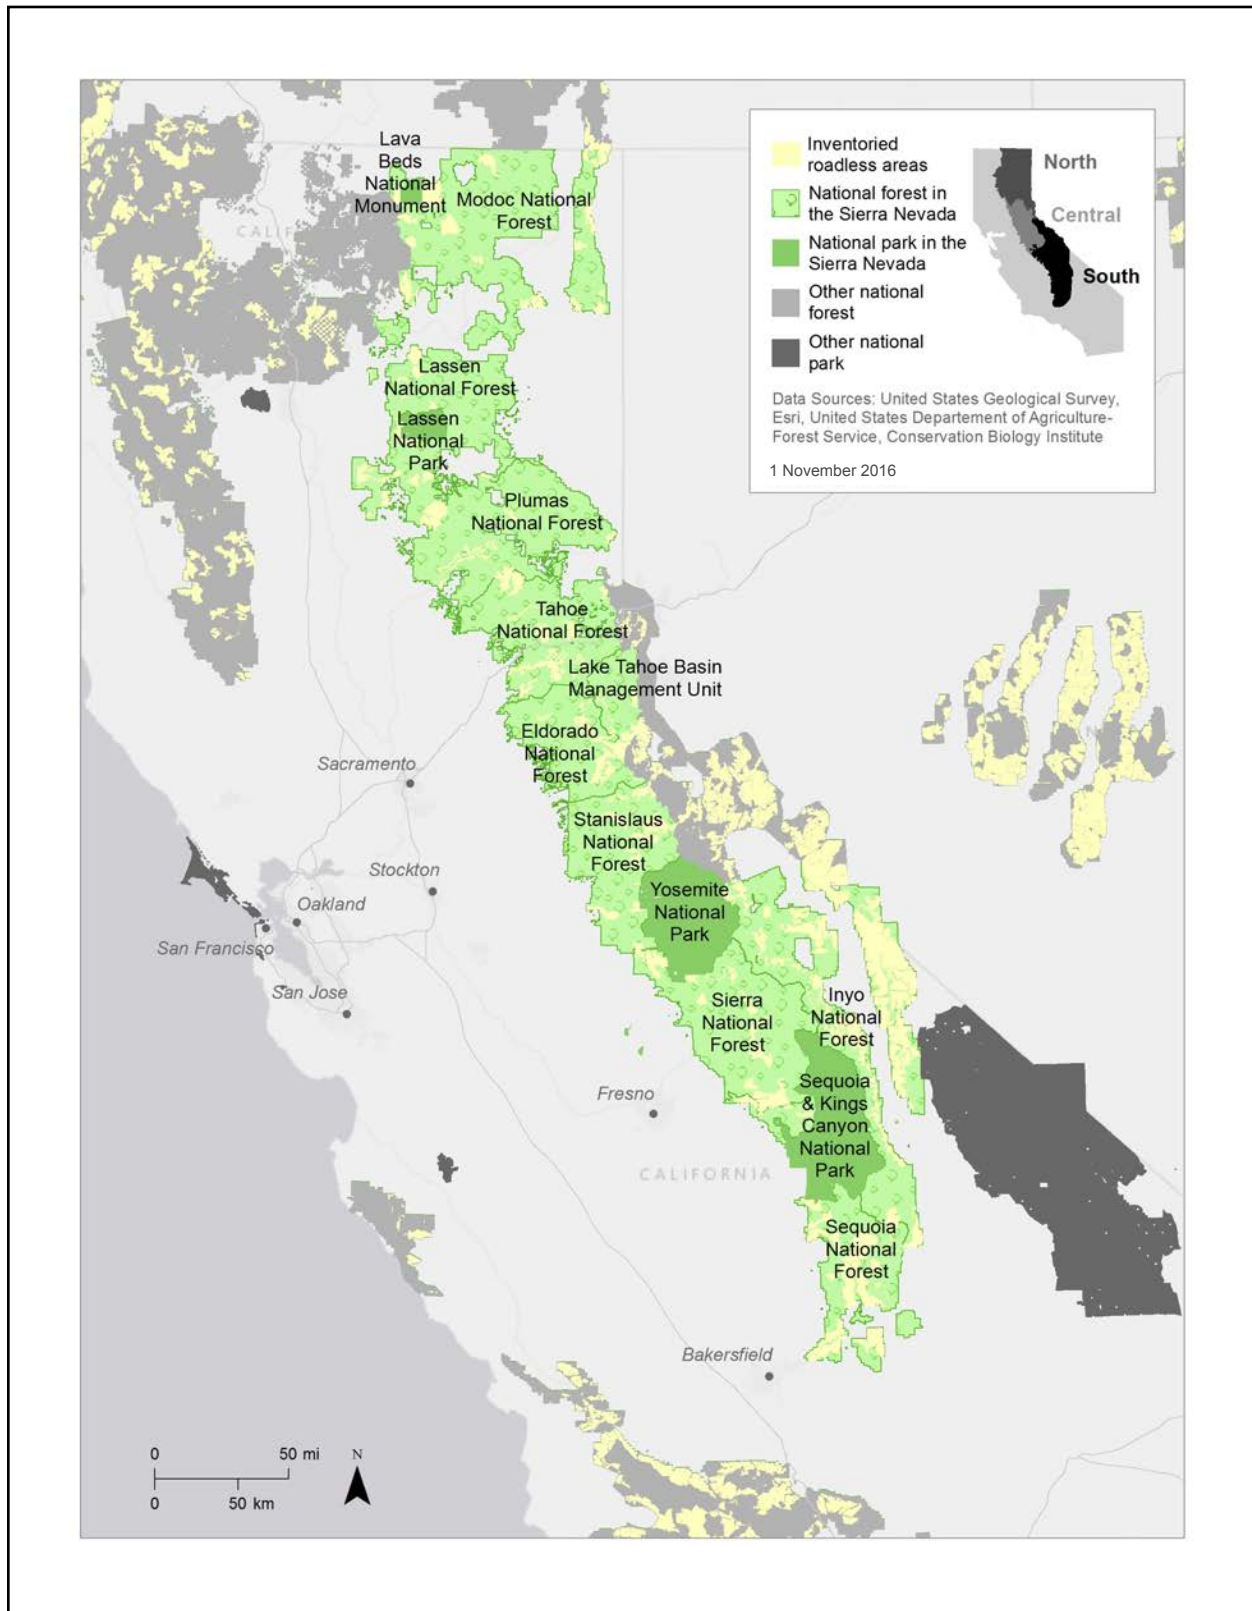 Lava
Beds
National
Monument
Modoc National
Forest
Lassen
National Forest
Lassen
National
Park
Plumas
National Forest
Tahoe
National Forest
Lake Tahoe Basin
Management Unit
Eldorado
National
Forest
Sacramento
Stanislaus
National
Forest
Stockton
Oakland
San Francisco
San Jose
Yosemite
National
Park
Sierra
National
Forest
Inyo
National
Forest
Fresno
Sequoia
& Kings
Canyon
National
Park
CALIFORNIA
Sequoia
National
Forest
Bakersfield
0 50 mi
0 50 km
N
Inventoried
roadless areas
National forest in
the Sierra Nevada
National park in the
Sierra Nevada
Other national
forest
Other national
park
North
Central
South
Data Sources: United States Geological Survey,
Esri, United States Departement of Agriculture-
Forest Service, Conservation Biology Institute
1 November 2016